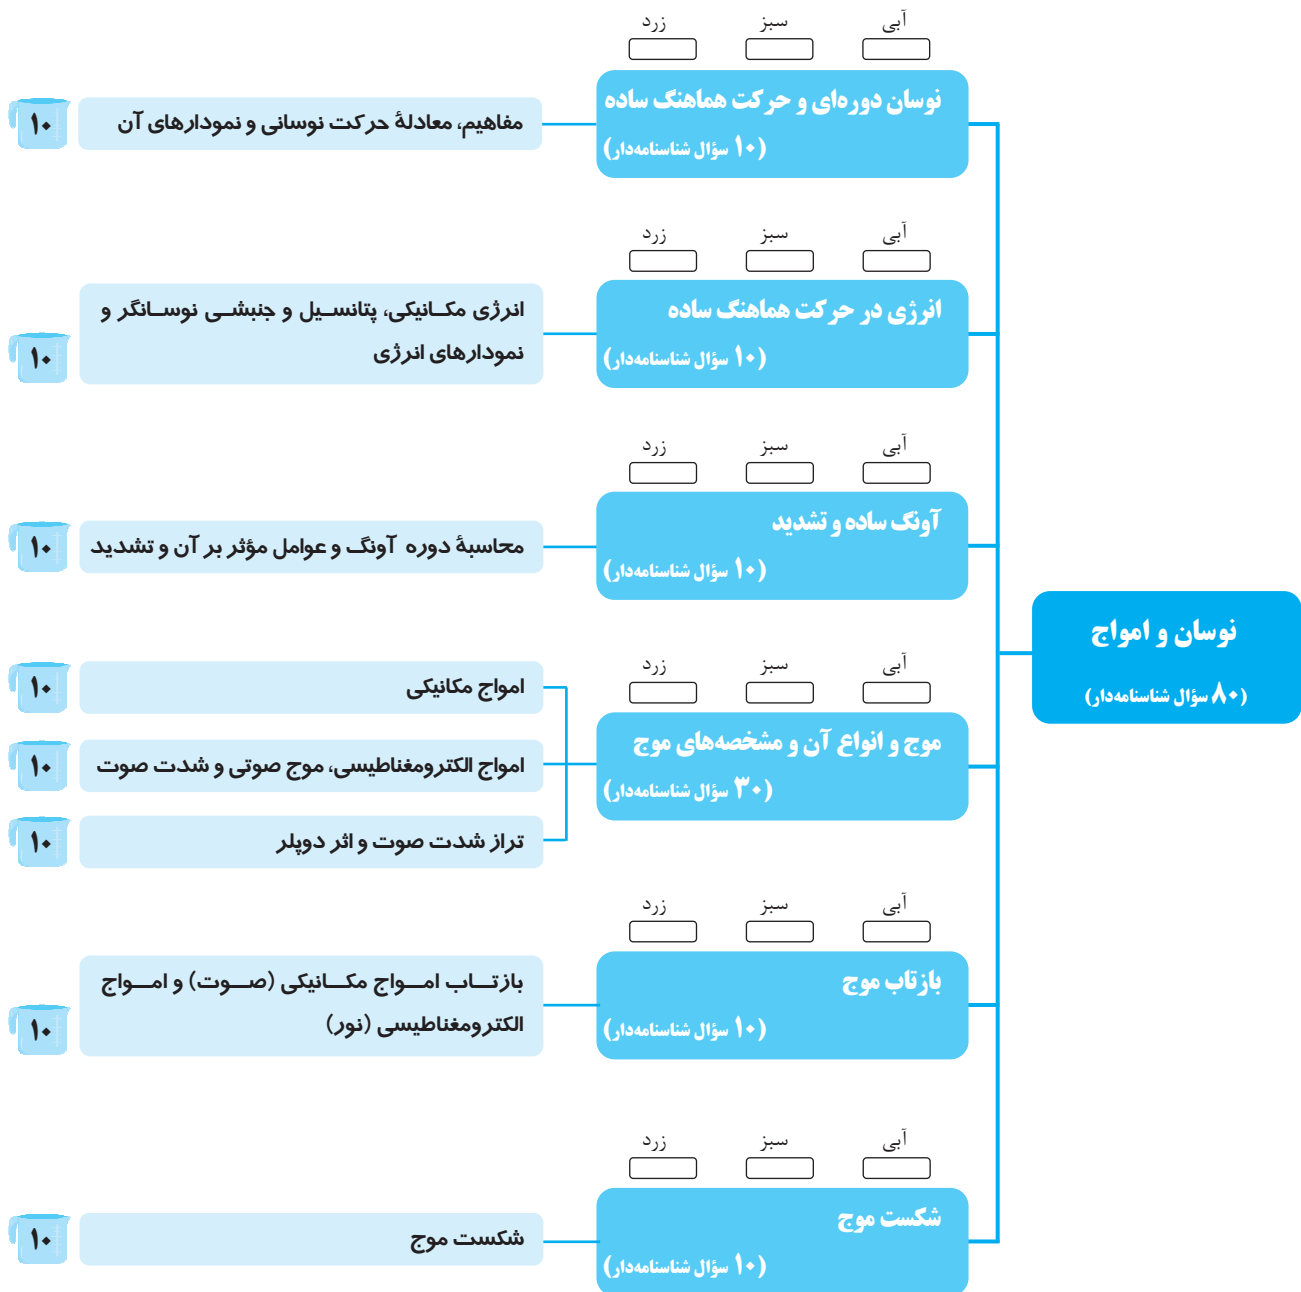 نوسان و امواج
(۸۰ سؤال شناسنامه‌دار)
آبی سبز زرد
نوسان دوره‌ای و حرکت هماهنگ ساده
(۱۰ سؤال شناسنامه‌دار)
مفاهیم، معادلهٔ حرکت نوسانی و نمودارهای آن
۱۰
آبی سبز زرد
انرژی در حرکت هماهنگ ساده
(۱۰ سؤال شناسنامه‌دار)
انرژی مکانیکی، پتانسیل و جنبشی نوسانگر و
نمودارهای انرژی
۱۰
آبی سبز زرد
آونگ ساده و تشدید
(۱۰ سؤال شناسنامه‌دار)
محاسبهٔ دوره آونگ و عوامل مؤثر بر آن و تشدید
۱۰
آبی سبز زرد
موج و انواع آن و مشخصه‌های موج
(۳۰ سؤال شناسنامه‌دار)
امواج مکانیکی
۱۰
امواج الکترومغناطیسی، موج صوتی و شدت صوت
۱۰
تراز شدت صوت و اثر دوپلر
۱۰
آبی سبز زرد
بازتاب موج
(۱۰ سؤال شناسنامه‌دار)
بازتاب امواج مکانیکی (صوت) و امواج
الکترومغناطیسی (نور)
۱۰
آبی سبز زرد
شکست موج
(۱۰ سؤال شناسنامه‌دار)
شکست موج
۱۰